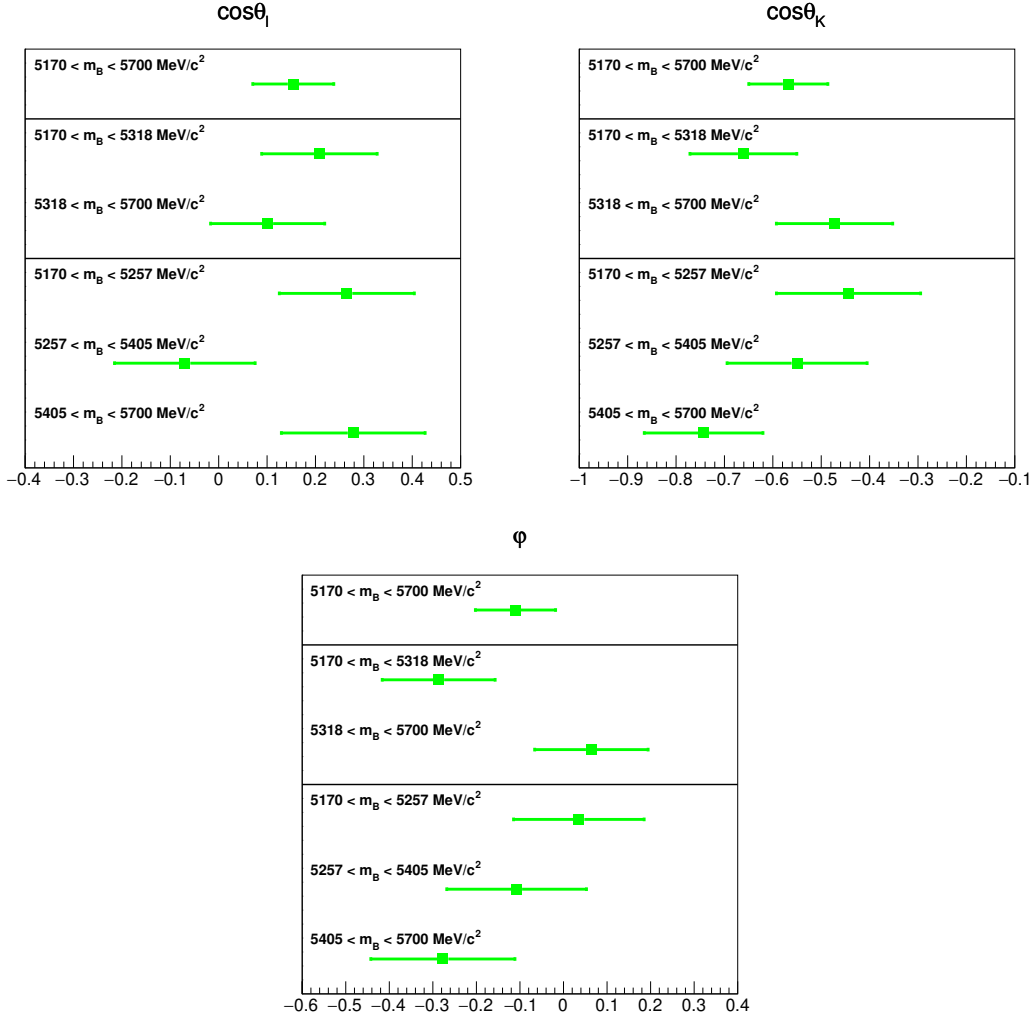 cosθl
5170 < mB < 5700 MeV/c2
5170 < mB < 5318 MeV/c2
5318 < mB < 5700 MeV/c2
5170 < mB < 5257 MeV/c2
5257 < mB < 5405 MeV/c2
5405 < mB < 5700 MeV/c2
−0.4 −0.3 −0.2 −0.1 0 0.1 0.2 0.3 0.4 0.5
cosθK
5170 < mB < 5700 MeV/c2
5170 < mB < 5318 MeV/c2
5318 < mB < 5700 MeV/c2
5170 < mB < 5257 MeV/c2
5257 < mB < 5405 MeV/c2
5405 < mB < 5700 MeV/c2
−1 −0.9 −0.8 −0.7 −0.6 −0.5 −0.4 −0.3 −0.2 −0.1
φ
5170 < mB < 5700 MeV/c2
5170 < mB < 5318 MeV/c2
5318 < mB < 5700 MeV/c2
5170 < mB < 5257 MeV/c2
5257 < mB < 5405 MeV/c2
5405 < mB < 5700 MeV/c2
−0.6 −0.5 −0.4 −0.3 −0.2 −0.1 0 0.1 0.2 0.3 0.4